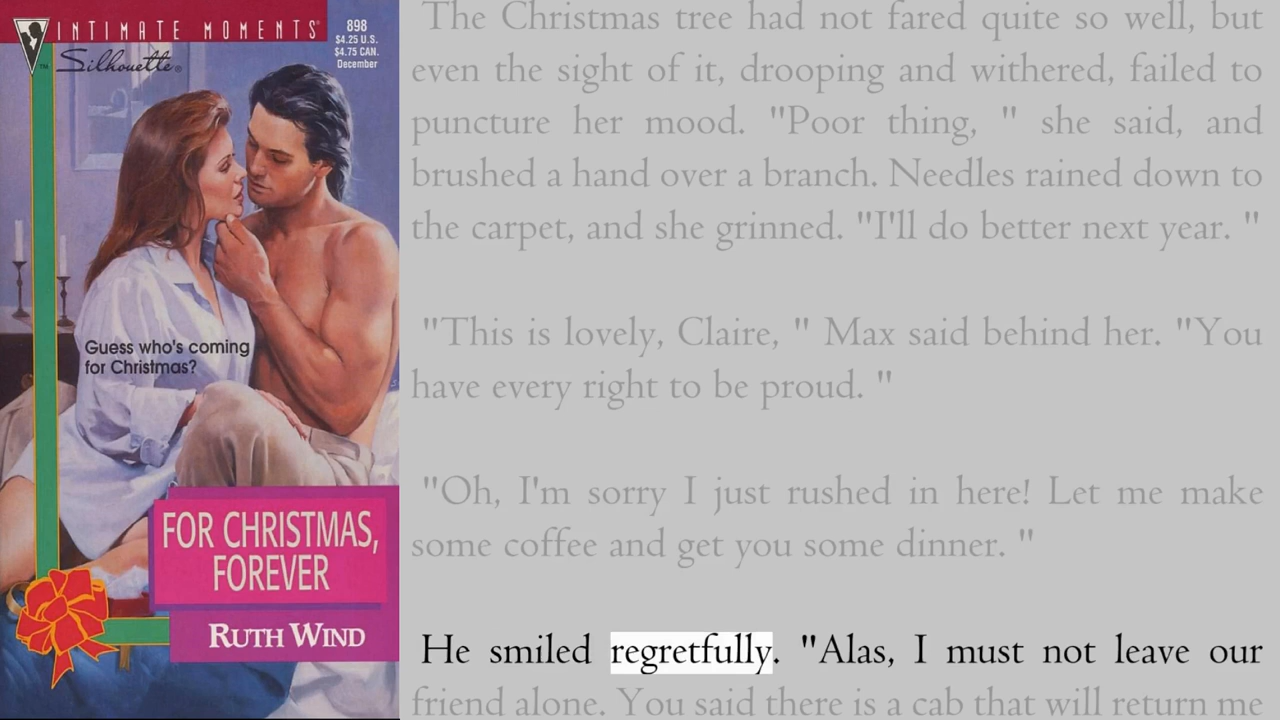 INTIMATE MOMENTS®
898
$4.25 U.S.
$4.75 CAN.
December
TM
Silhouette®
Guess who's coming
for Christmas?
FOR CHRISTMAS,
FOREVER
RUTH WIND
The Christmas tree had not fared quite so well, but
even the sight of it, drooping and withered, failed to
puncture her mood. "Poor thing, " she said, and
brushed a hand over a branch. Needles rained down to
the carpet, and she grinned. "I'll do better next year. "
"This is lovely, Claire, " Max said behind her. "You
have every right to be proud. "
"Oh, I'm sorry I just rushed in here! Let me make
some coffee and get you some dinner. "
He smiled regretfully. "Alas, I must not leave our
friend alone. You said there is a cab that will return me